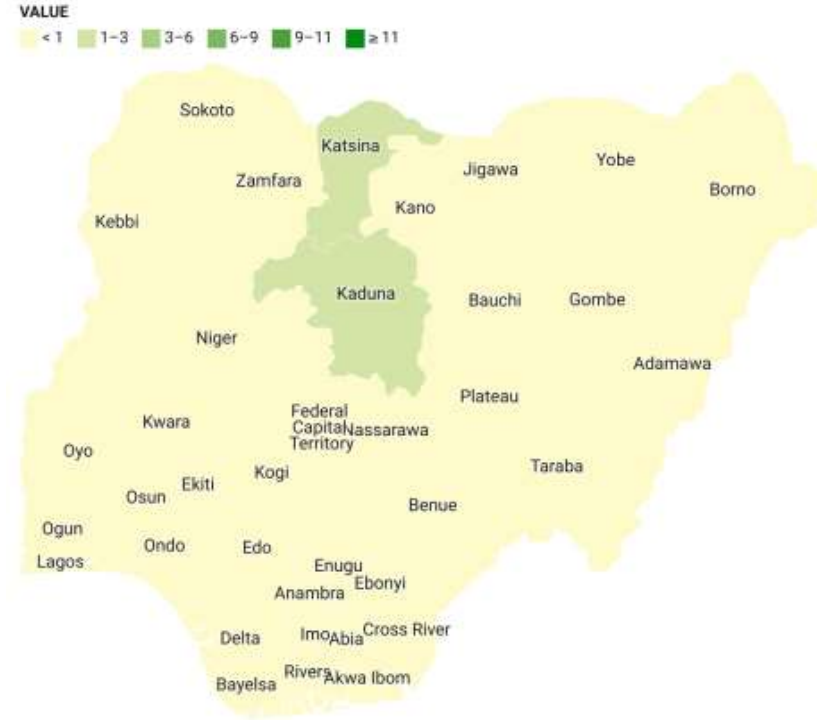 VALUE
< 1 1–3 3–6 6–9 9–11 ≥ 11
Sokoto
Katsina
Yobe
Jigawa
Zamfara
Borno
Kano
Kebbi
Kaduna
Bauchi
Gombe
Niger
Adamawa
Plateau
Federal
Capital
Territory
Nassarawa
Kwara
Oyo
Taraba
Kogi
Ekiti
Osun
Benue
Ogun
Ondo
Edo
Lagos
Enugu
Ebonyi
Anambra
Cross River
Delta
Imo
Abia
Rivers
Akwa Ibom
Bayelsa